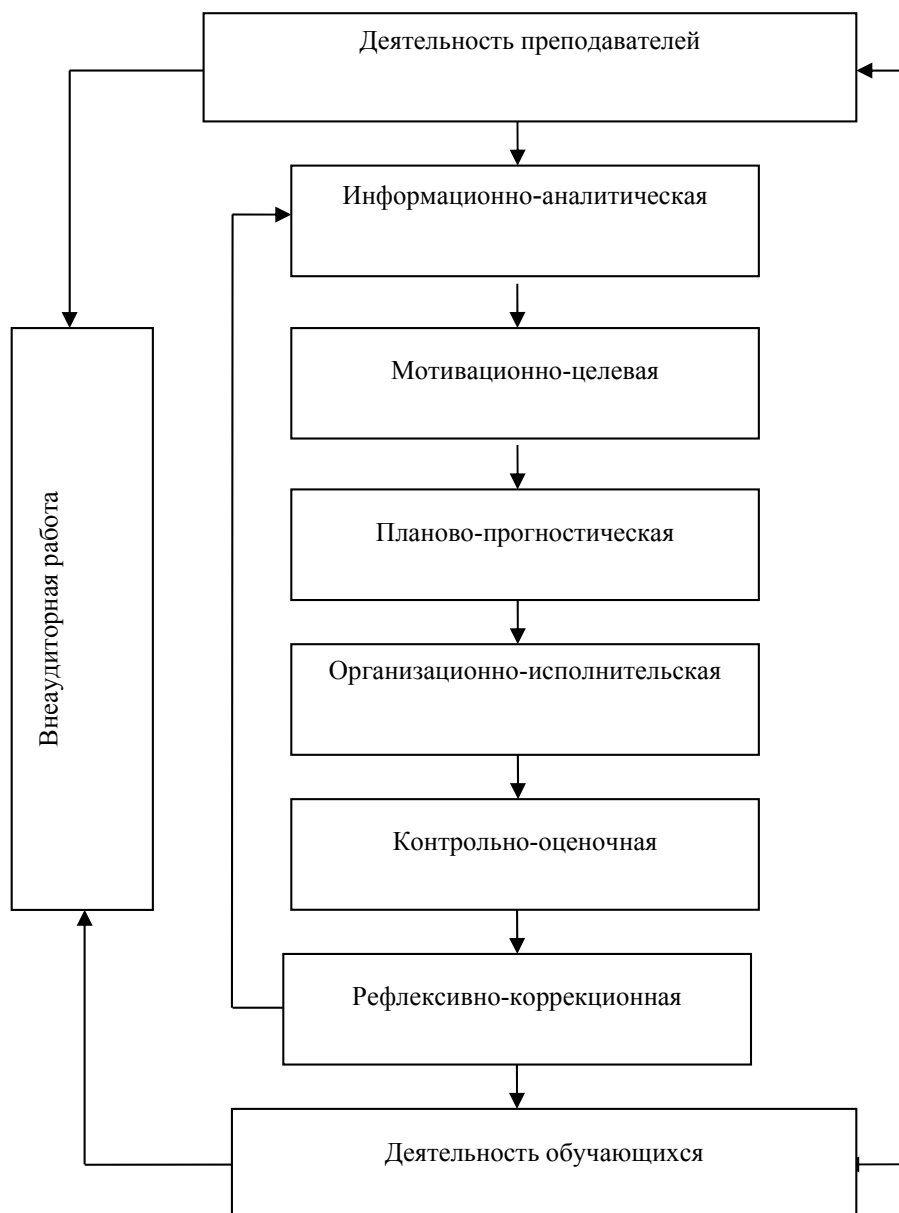 Деятельность преподавателей
Информационно-аналитическая
Мотивационно-целевая
Планово-прогностическая
Организационно-исполнительская
Контрольно-оценочная
Рефлексивно-коррекционная
Деятельность обучающихся
Внеаудиторная работа